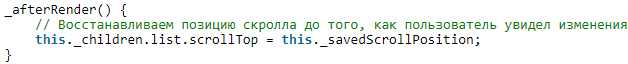 _afterRender() {
    // Восстанавливаем позицию скролла до того, как пользователь увидел изменения
    this._children.list.scrollTop = this._savedScrollPosition;
}